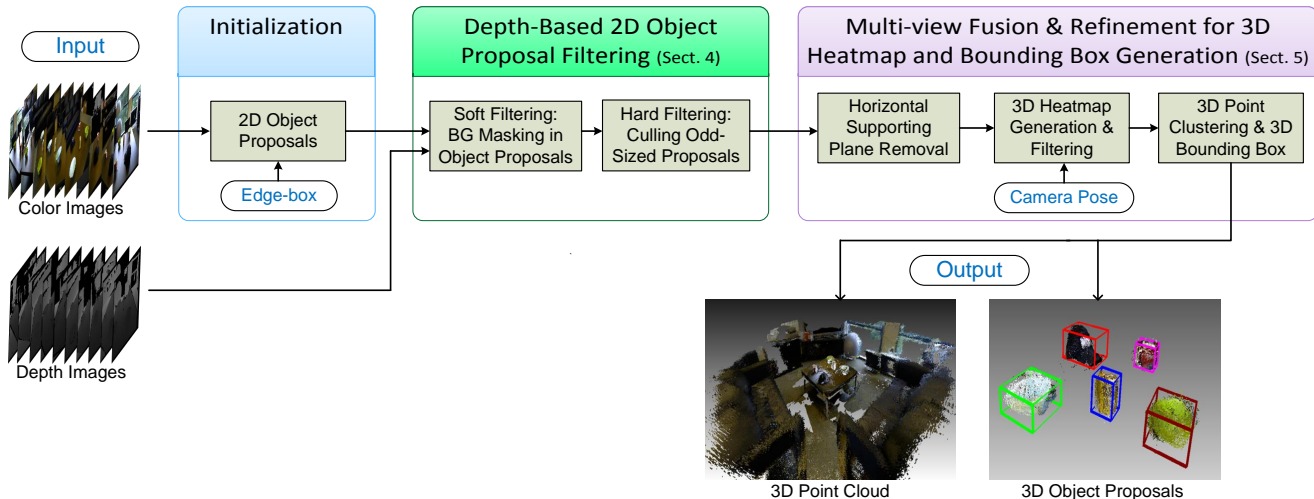 Input
Color Images
Depth Images
Initialization
2D Object
Proposals
Edge-box
Depth-Based 2D Object
Proposal Filtering (Sect. 4)
Soft Filtering:
BG Masking in
Object Proposals
Hard Filtering:
Culling Odd-
Sized Proposals
Multi-view Fusion & Refinement for 3D
Heatmap and Bounding Box Generation (Sect. 5)
Horizontal
Supporting
Plane Removal
3D Heatmap
Generation &
Filtering
Camera Pose
3D Point
Clustering & 3D
Bounding Box
Output
3D Point Cloud
3D Object Proposals